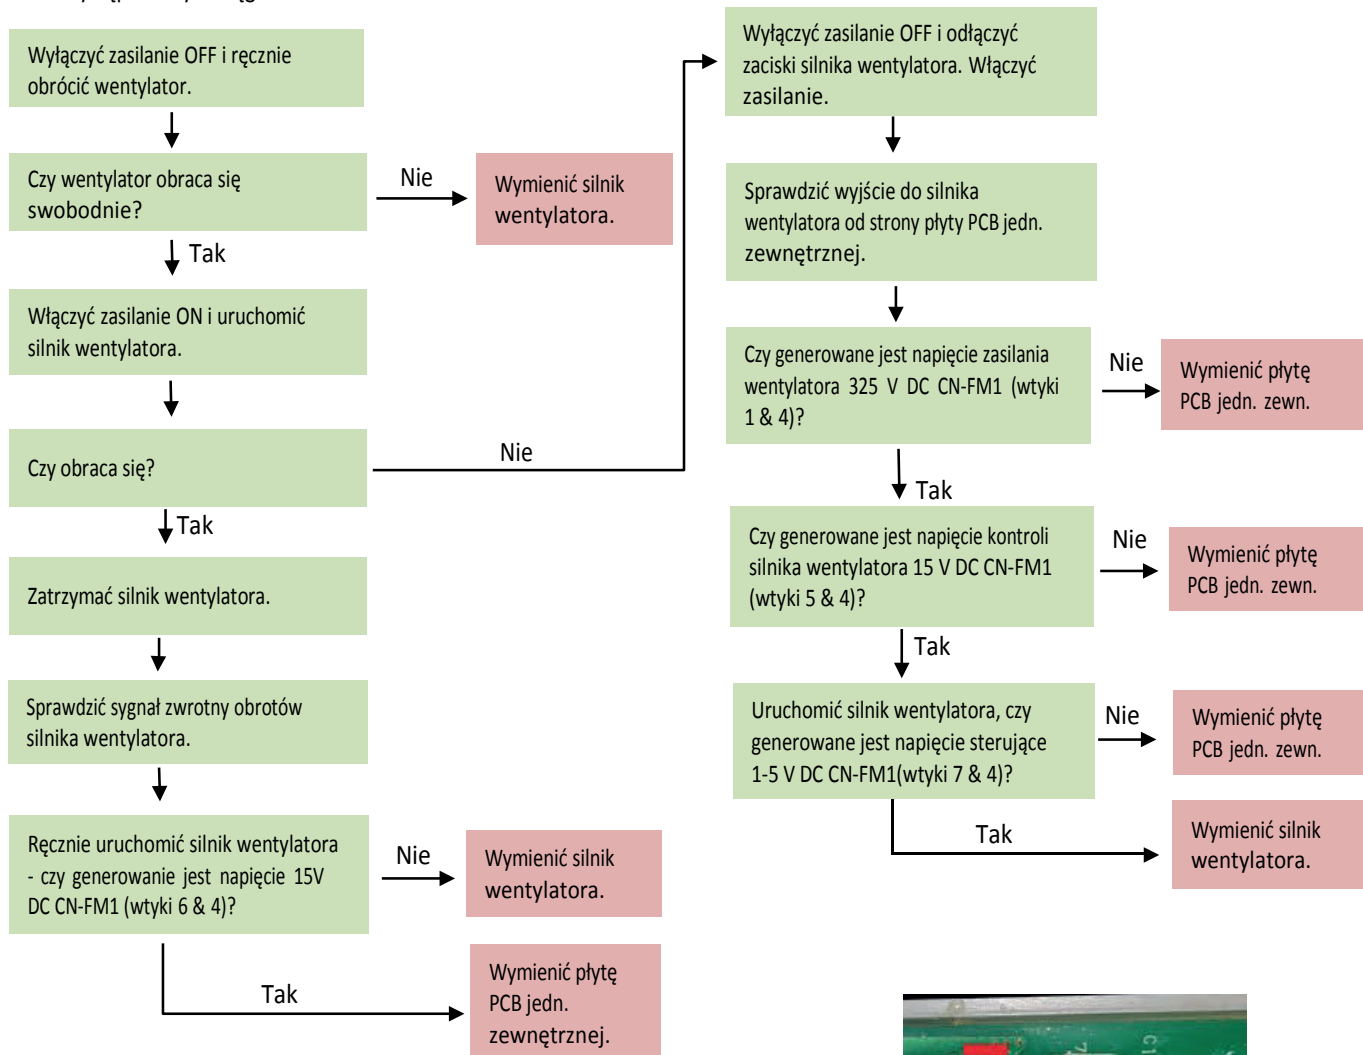 Wyłączyć zasilanie OFF i ręcznie
obrócić wentylator.
Czy wentylator obraca się
swobodnie?
Nie
Wymienić silnik
wentylatora.
Tak
Włączyć zasilanie ON i uruchomić
silnik wentylatora.
Czy obraca się?
Nie
Tak
Zatrzymać silnik wentylatora.
Sprawdzić sygnał zwrotny obrotów
silnika wentylatora.
Ręcznie uruchomić silnik wentylatora
- czy generowanie jest napięcie 15V
DC CN-FM1 (wtyki 6 & 4)?
Nie
Wymienić silnik
wentylatora.
Tak
Wymienić płytę
PCB jedn.
zewnętrznej.
Wyłączyć zasilanie OFF i odłączyć
zaciski silnika wentylatora. Włączyć
zasilanie.
Sprawdzić wyjście do silnika
wentylatora od strony płyty PCB jedn.
zewnętrznej.
Czy generowane jest napięcie zasilania
wentylatora 325 V DC CN-FM1 (wtyki
1 & 4)?
Nie
Wymienić płytę
PCB jedn. zewn.
Tak
Czy generowane jest napięcie kontroli
silnika wentylatora 15 V DC CN-FM1
(wtyki 5 & 4)?
Nie
Wymienić płytę
PCB jedn. zewn.
Tak
Uruchomić silnik wentylatora, czy
generowane jest napięcie sterujące
1-5 V DC CN-FM1(wtyki 7 & 4)?
Nie
Wymienić płytę
PCB jedn. zewn.
Tak
Wymienić silnik
wentylatora.